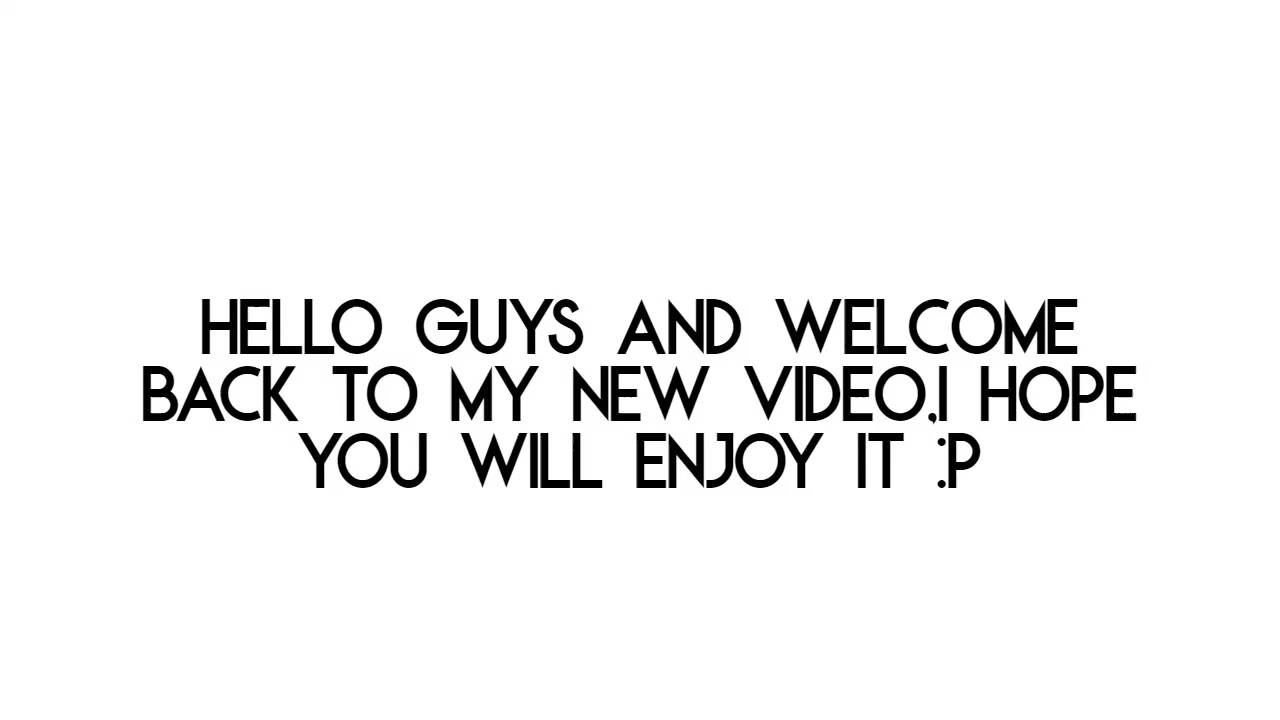 HELLO GUYS AND WELCOME
BACK TO MY NEW VIDEO,I HOPE
YOU WILL ENJOY IT :P